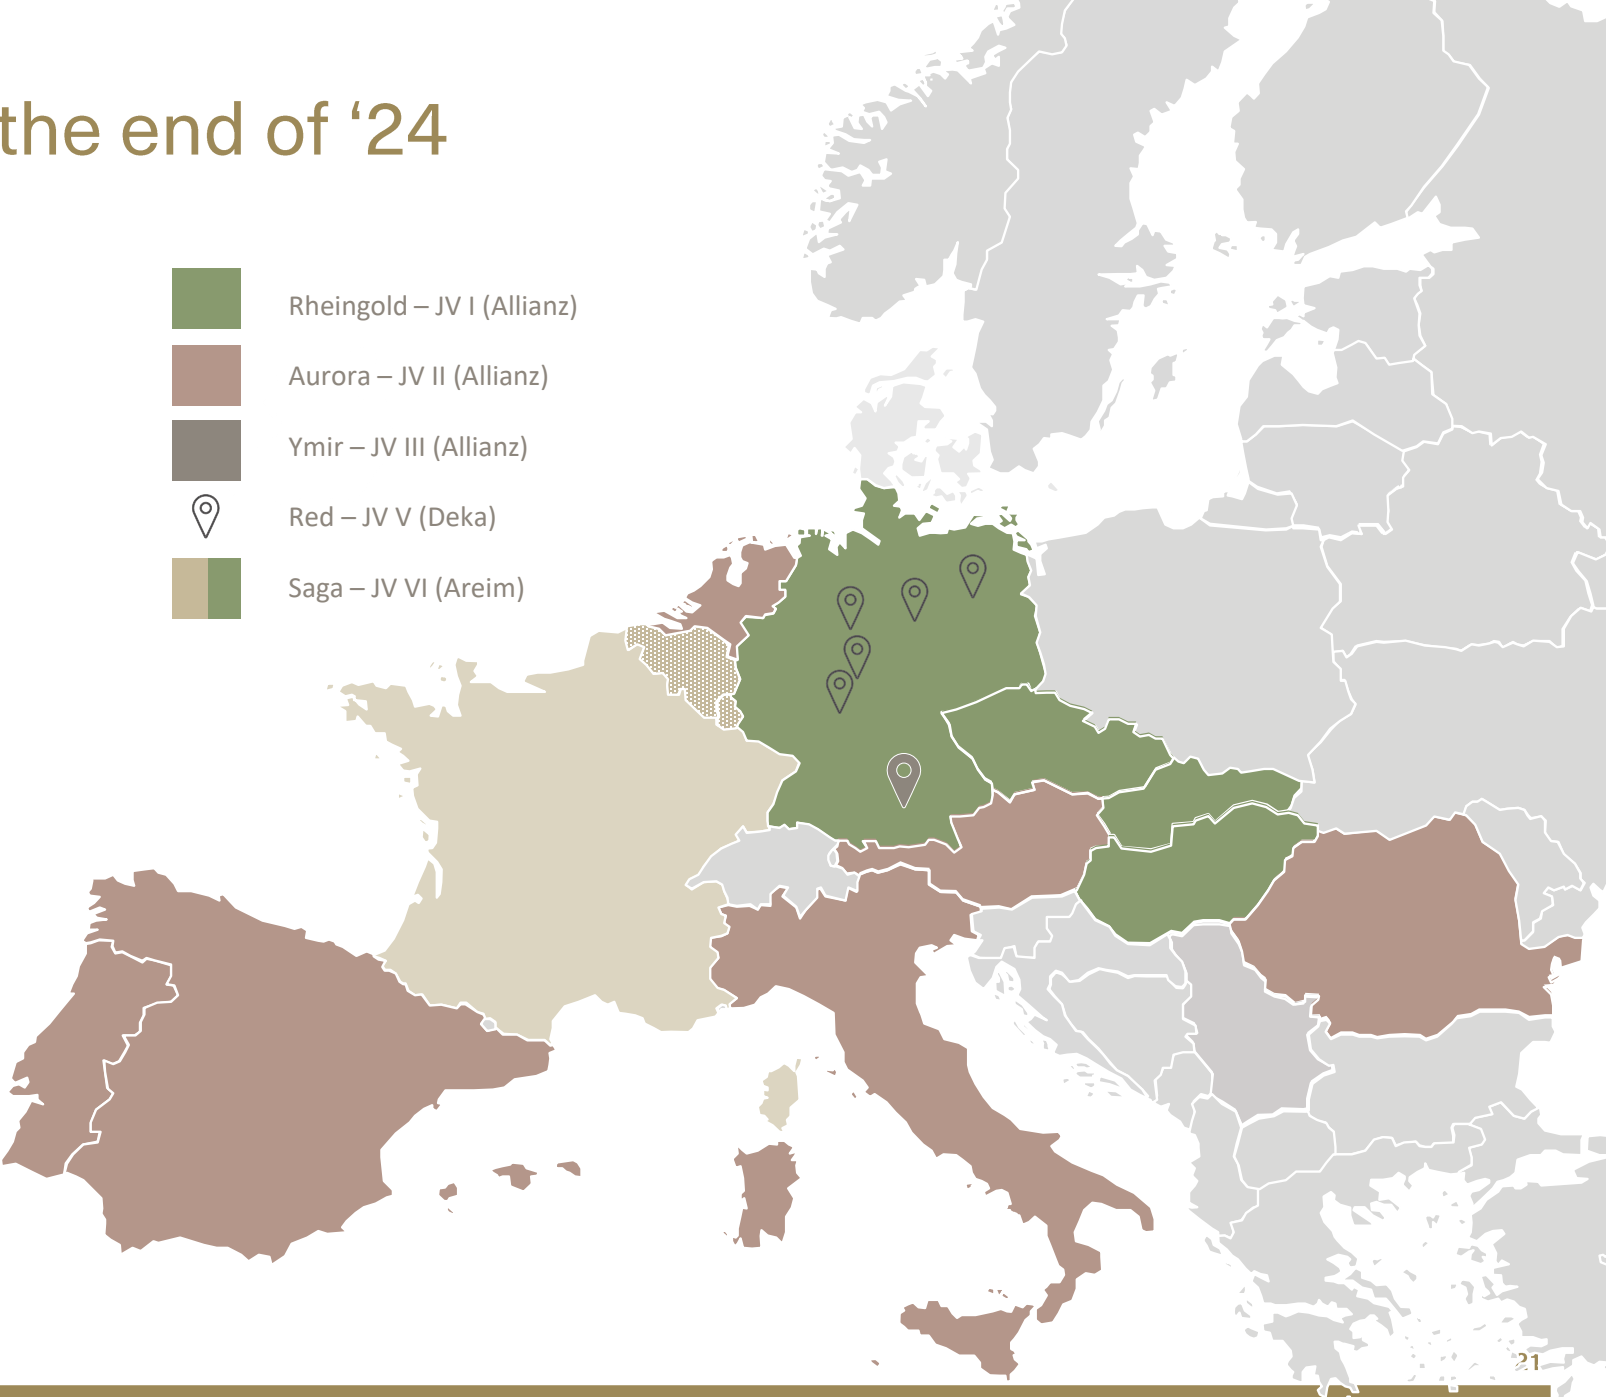 the end of ‘24
Rheingold – JV I (Allianz)
Aurora – JV II (Allianz)
Ymir – JV III (Allianz)
Red – JV V (Deka)
Saga – JV VI (Areim)
21